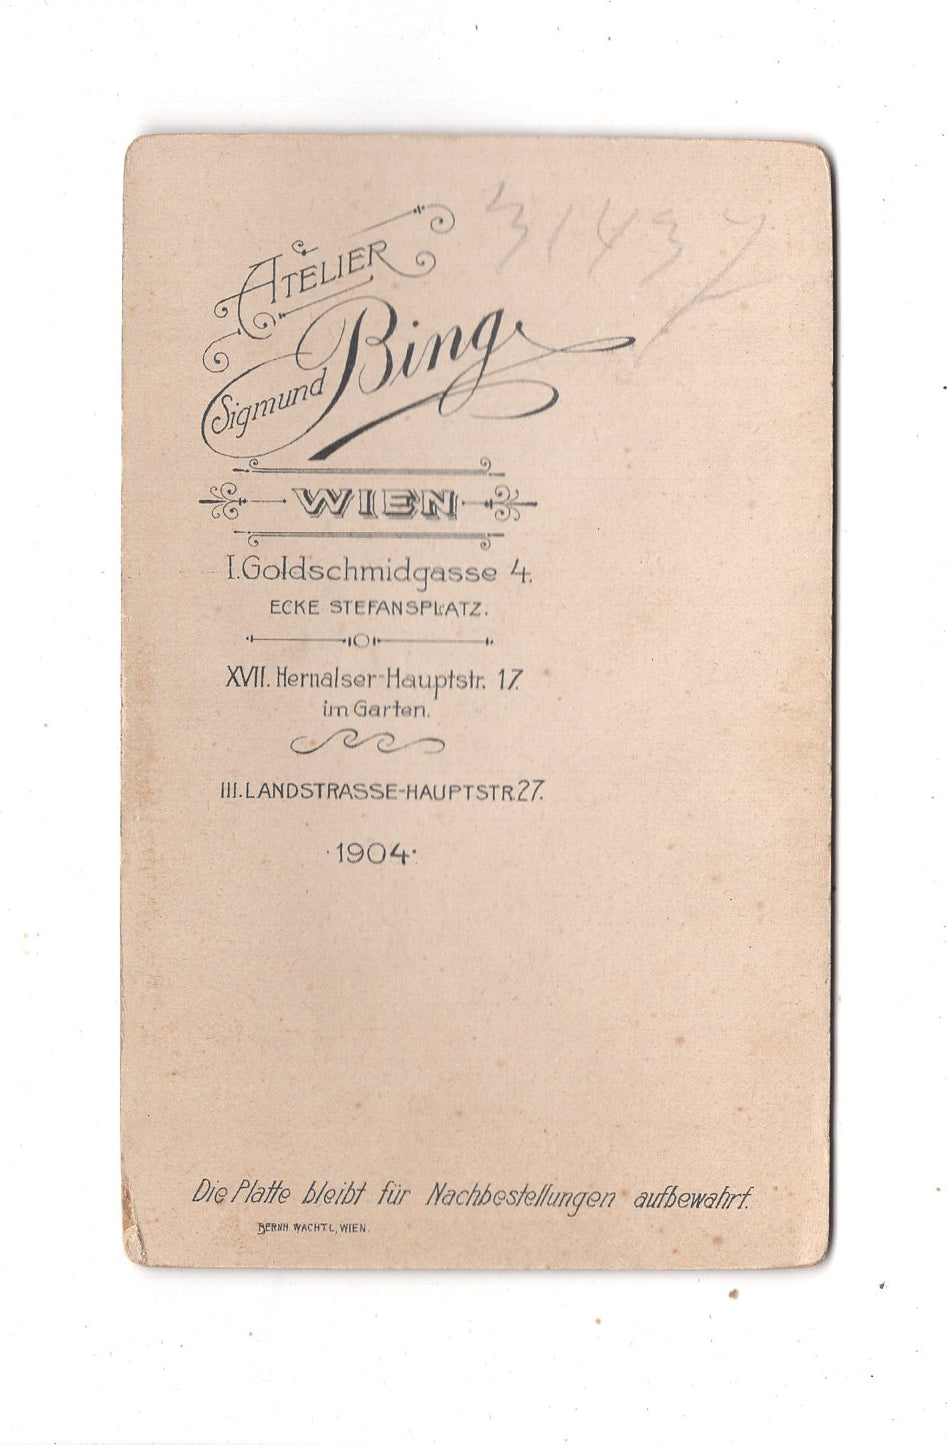 31437
ATELIER
Sigmund Bing
WIEN
I. Goldschmidgasse 4.
ECKE STEFANSPLATZ.
XVII. Hernalser-Hauptstr. 17.
im Garten.
III. LANDSTRASSE-HAUPTSTR. 27.
·1904·
Die Platte bleibt für Nachbestellungen aufbewahrt.
BERNH. WACHTL, WIEN.